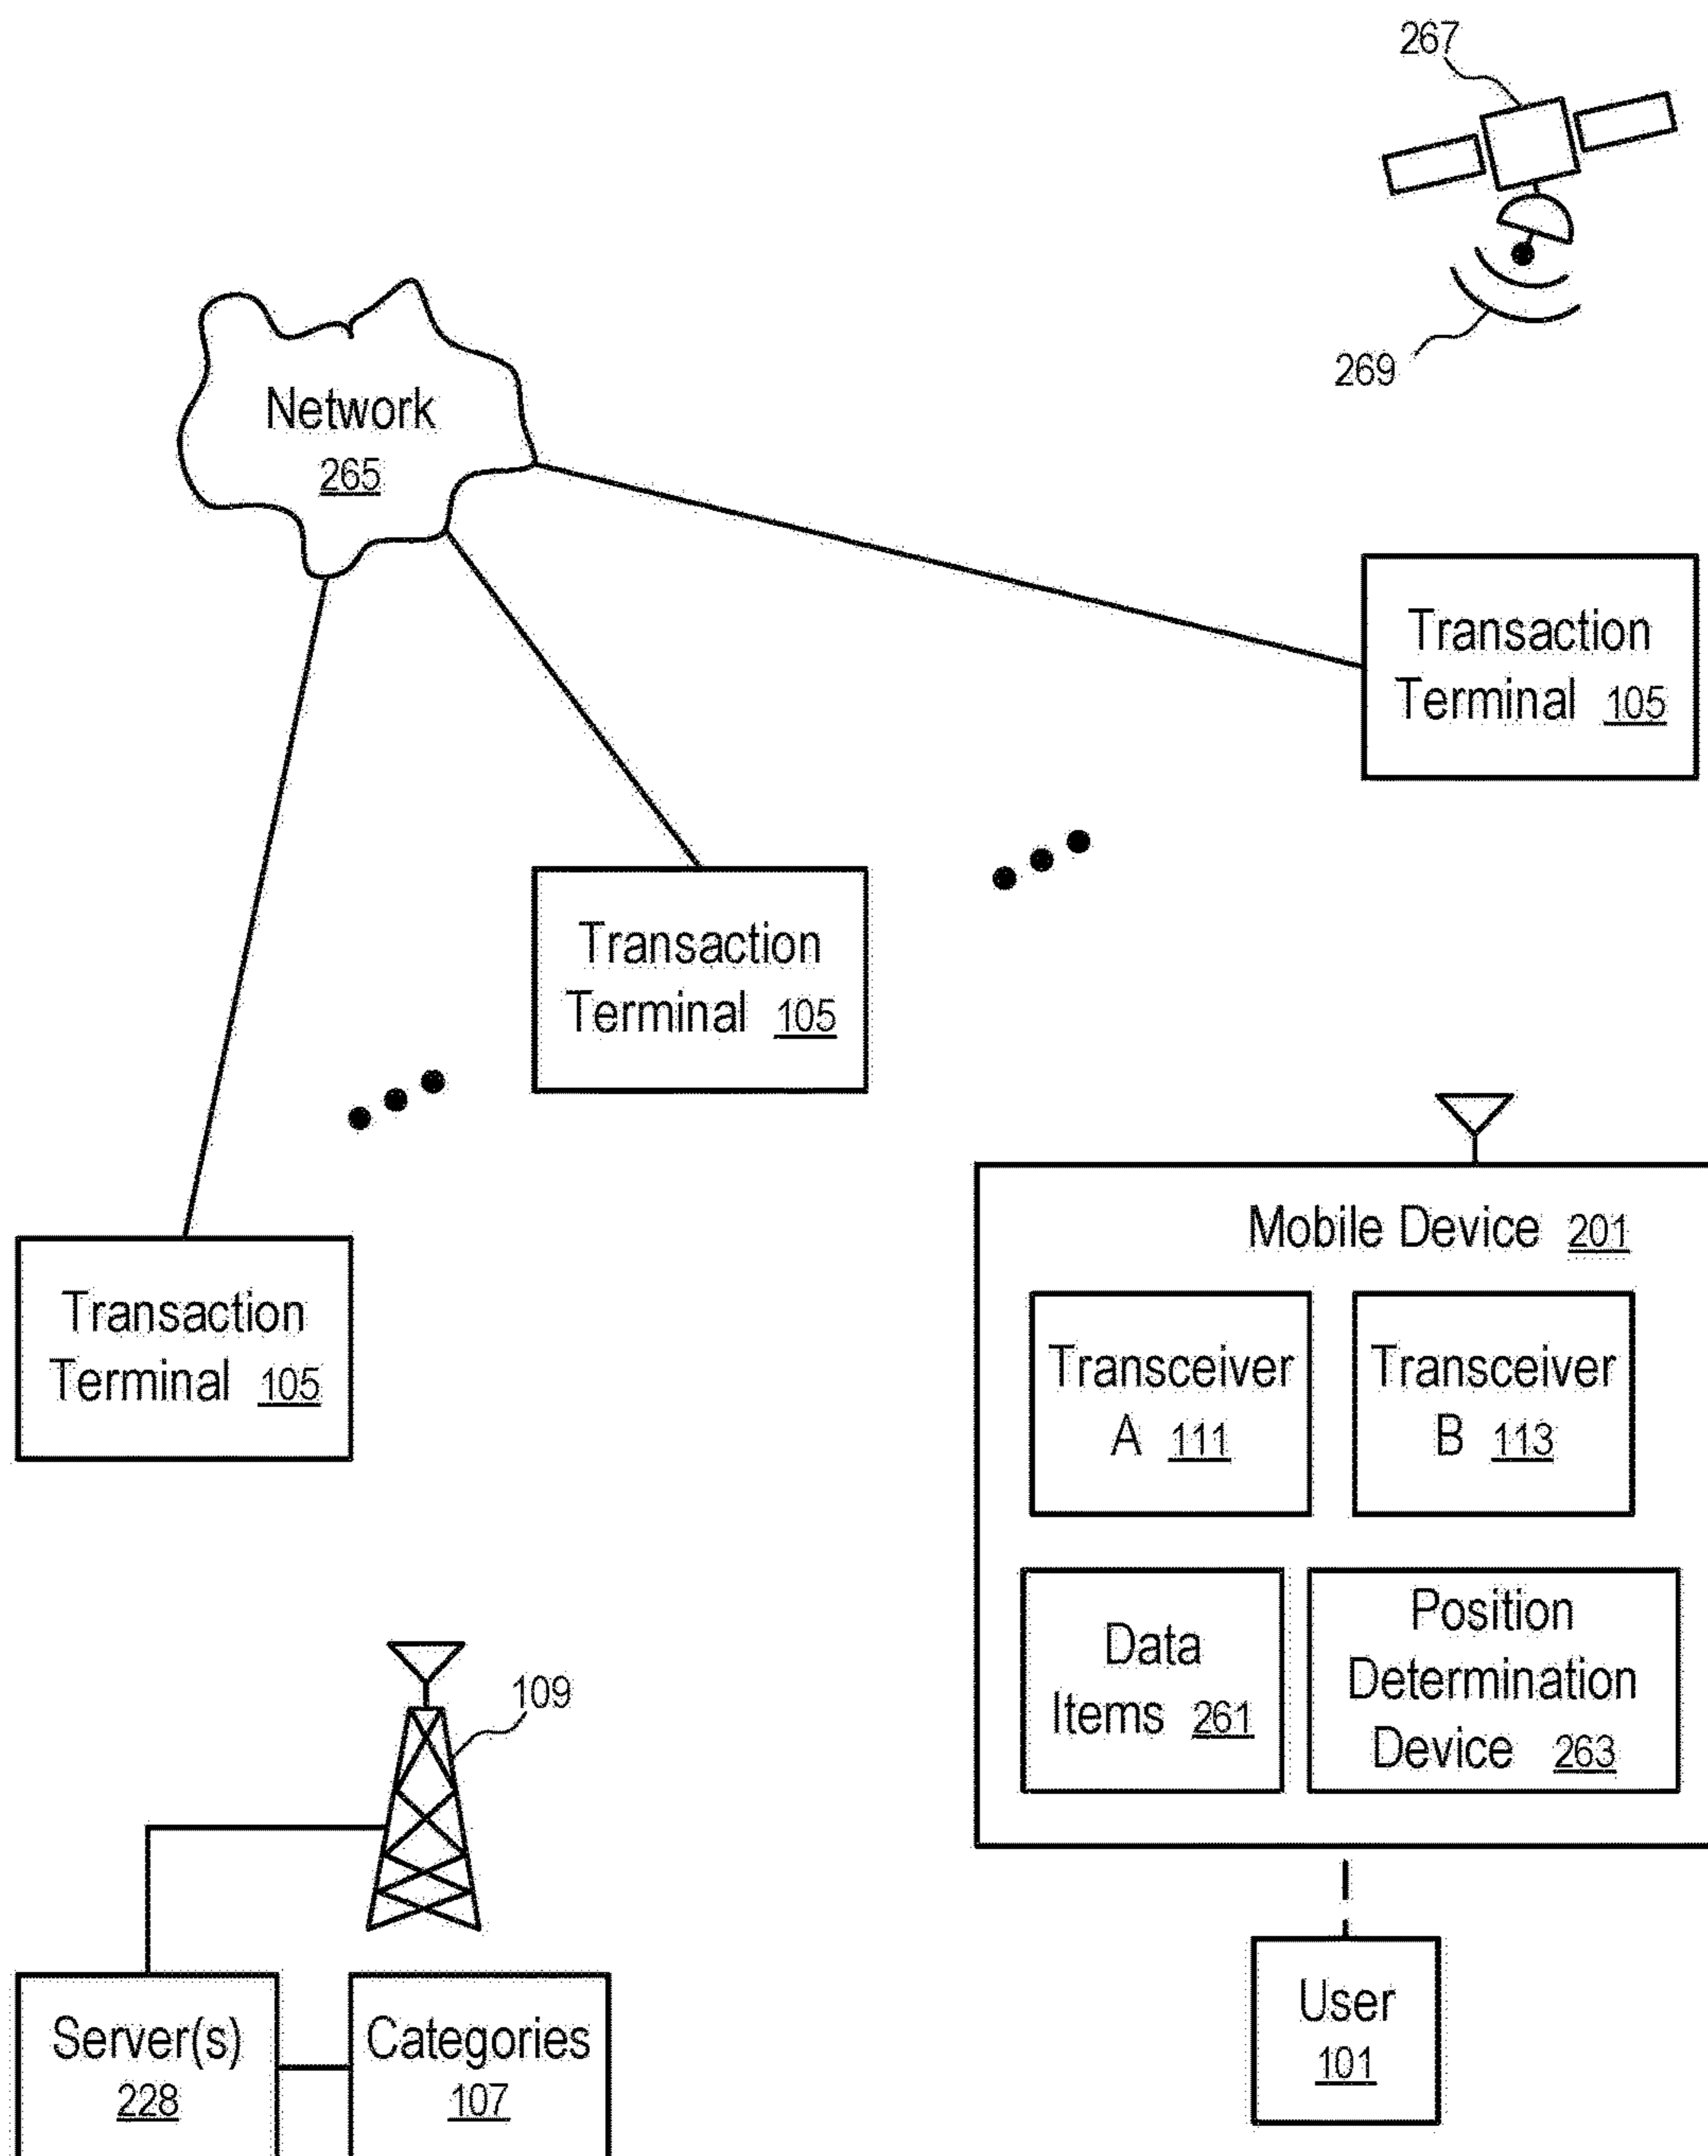 267
269
Network
265
Transaction
Terminal 105
Transaction
Terminal 105
Transaction
Terminal 105
Mobile Device 201
Transceiver
A 111
Transceiver
B 113
Data
Items 261
Position
Determination
Device 263
109
Server(s)
228
Categories
107
User
101